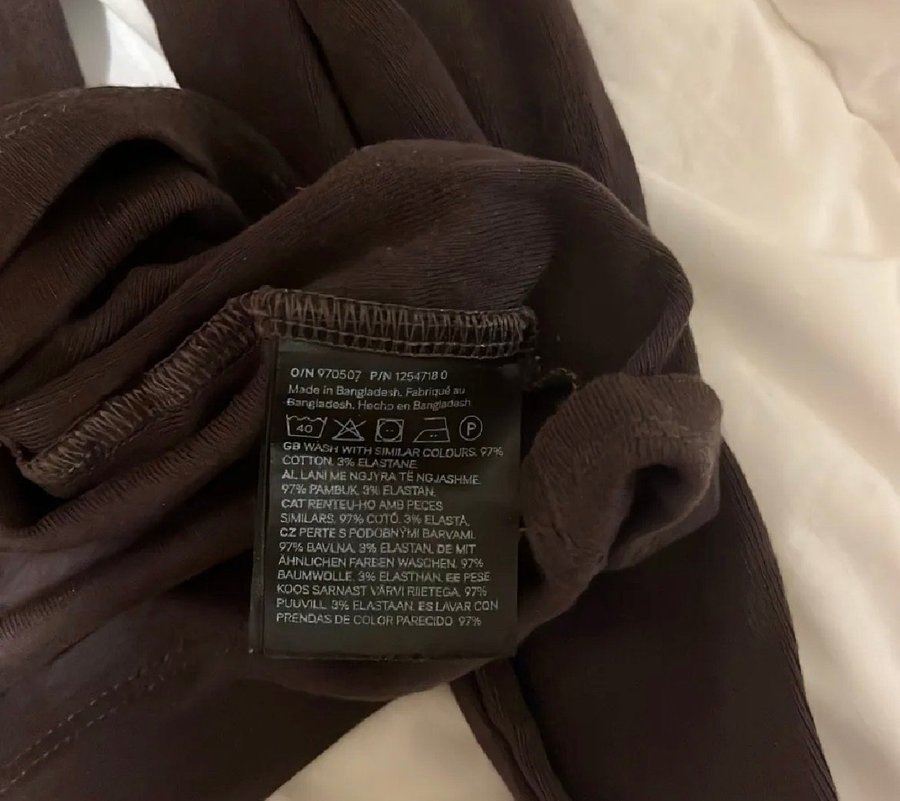 O/N 970507 P/N 1254718 0
Made in Bangladesh. Fabriqué au
Bangladesh. Hecho en Bangladesh.
40 P
GB WASH WITH SIMILAR COLOURS. 97%
COTTON. 3% ELASTANE
AL LANI ME NGJYRA TË NGJASHME.
97% PAMBUK. 3% ELASTAN.
CAT RENTEU-HO AMB PECES
SIMILARS. 97% COTÓ. 3% ELASTÀ.
CZ PERTE S PODOBNÝMI BARVAMI.
97% BAVLNA. 3% ELASTAN. DE MIT
ÄHNLICHEN FARBEN WASCHEN. 97%
BAUMWOLLE. 3% ELASTHAN. EE PESE
KOOS SARNAST VÄRVI RIIETEGA. 97%
PUUVILL. 3% ELASTAAN. ES LAVAR CON
PRENDAS DE COLOR PARECIDO. 97%